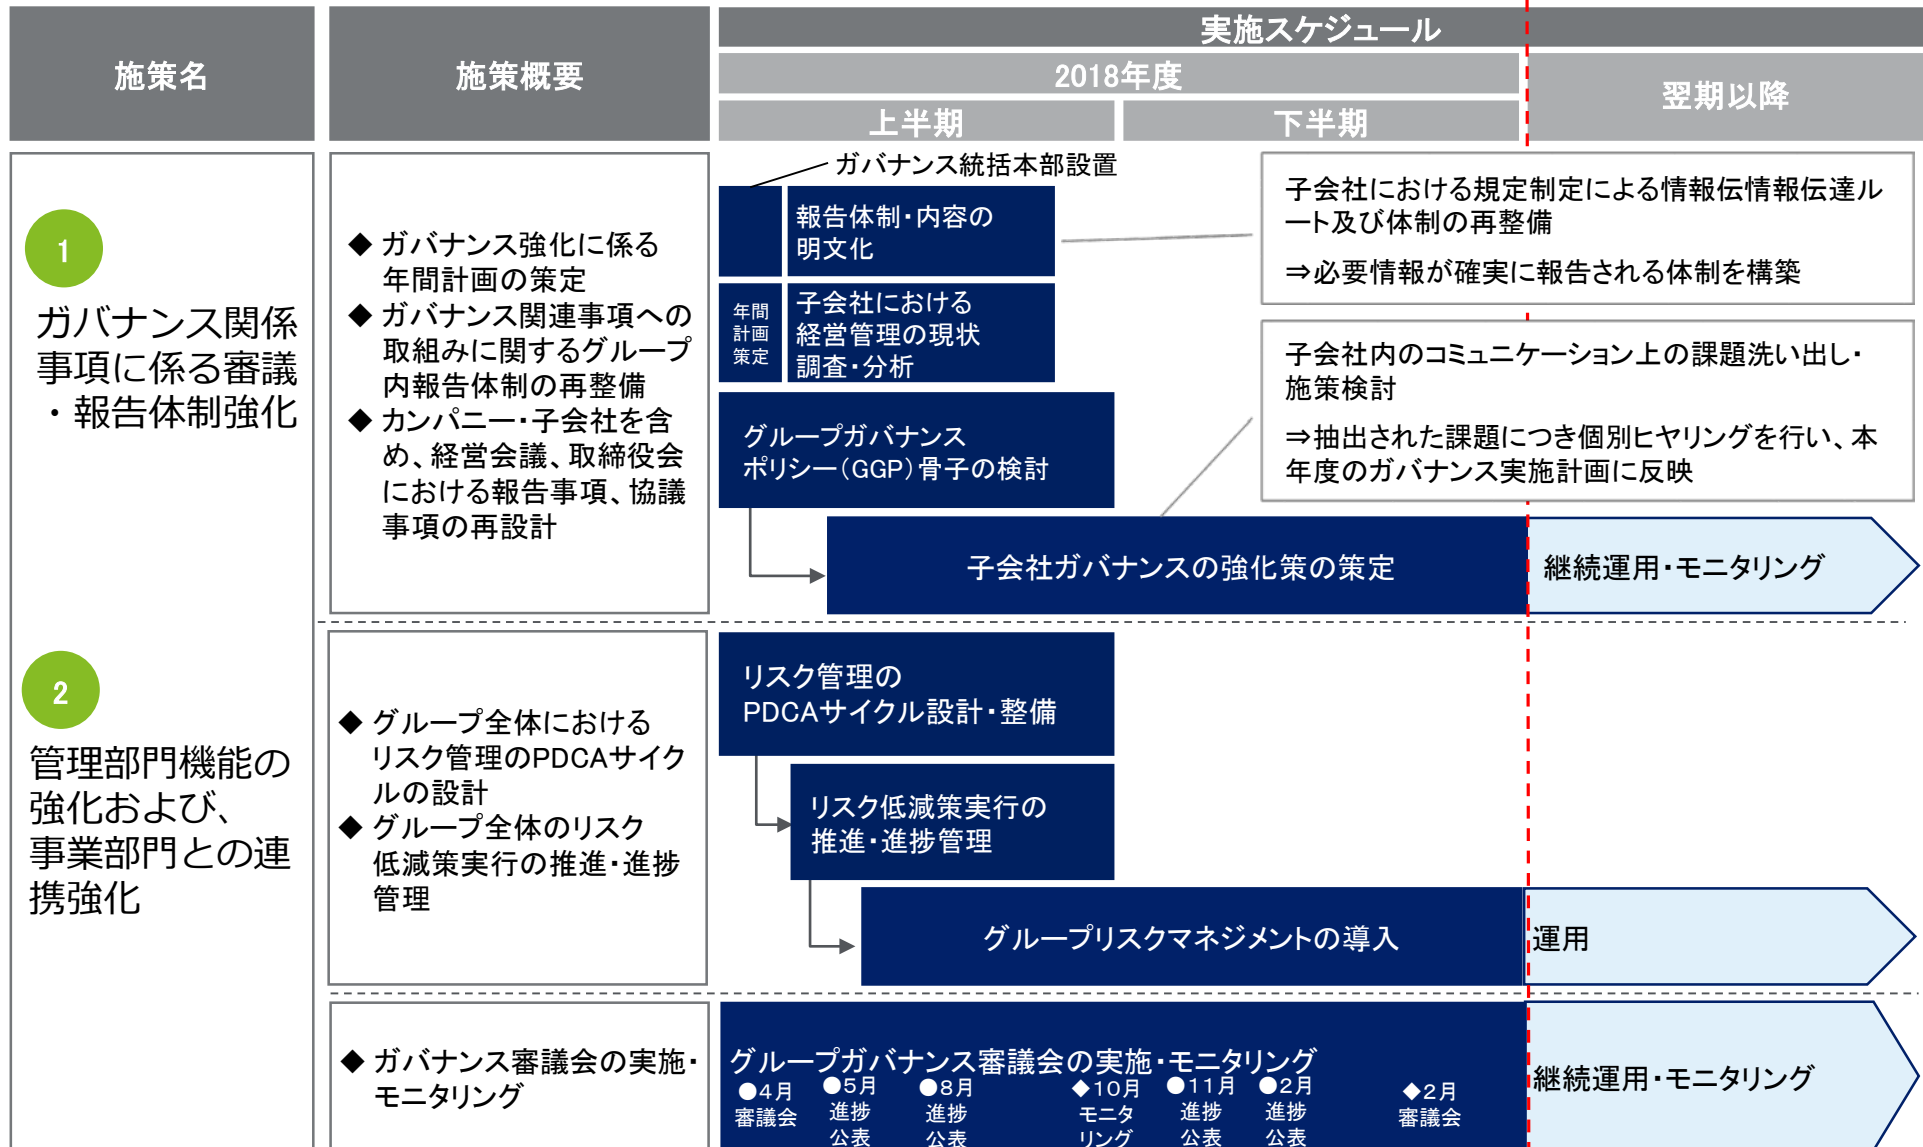 施策名
施策概要
実施スケジュール
2018年度
翌期以降
上半期
下半期
1
ガバナンス関係
事項に係る審議
・報告体制強化
◆ ガバナンス強化に係る
年間計画の策定
◆ ガバナンス関連事項への
取組みに関するグループ
内報告体制の再整備
◆ カンパニー・子会社を含
め、経営会議、取締役会
における報告事項、協議
事項の再設計
ガバナンス統括本部設置
報告体制・内容の
明文化
年間
計画
策定
子会社における
経営管理の現状
調査・分析
グループガバナンス
ポリシー（GGP）骨子の検討
子会社における規定制定による情報伝情報伝達ル
ート及び体制の再整備
⇒必要情報が確実に報告される体制を構築
子会社内のコミュニケーション上の課題洗い出し・
施策検討
⇒抽出された課題につき個別ヒヤリングを行い、本
年度のガバナンス実施計画に反映
子会社ガバナンスの強化策の策定
継続運用・モニタリング
2
管理部門機能の
強化および、
事業部門との連
携強化
◆ グループ全体における
リスク管理のPDCAサイク
ルの設計
◆ グループ全体のリスク
低減策実行の推進・進捗
管理
リスク管理の
PDCAサイクル設計・整備
リスク低減策実行の
推進・進捗管理
グループリスクマネジメントの導入
運用
◆ ガバナンス審議会の実施・
モニタリング
グループガバナンス審議会の実施・モニタリング
●4月
審議会
●5月
進捗
公表
●8月
進捗
公表
◆10月
モニタ
リング
●11月
進捗
公表
●2月
進捗
公表
◆2月
審議会
継続運用・モニタリング